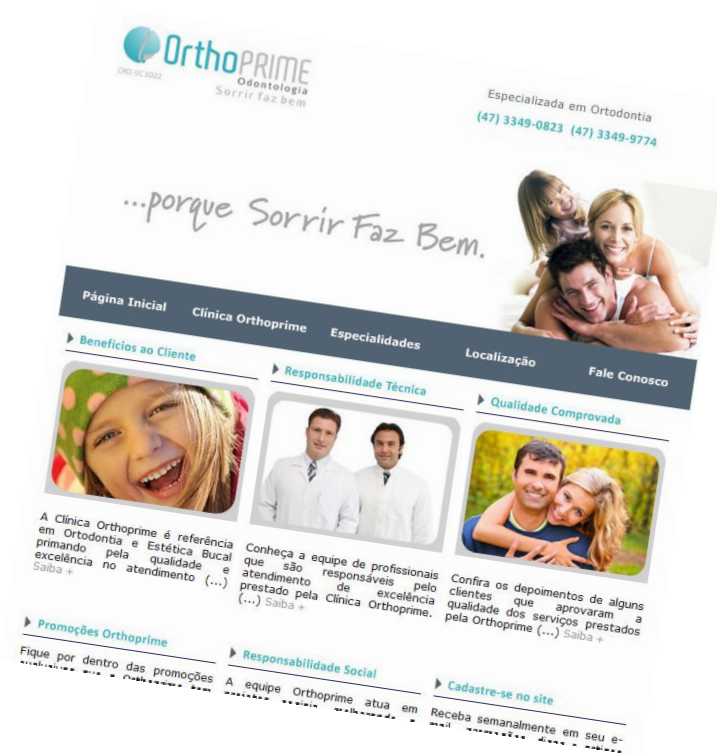 OrthoPRIME
Odontologia
Sorrir faz bem
CRO-SC1022
Especializada em Ortodontia
(47) 3349-0823 (47) 3349-9774
...porque Sorrir Faz Bem.
Página Inicial Clínica Orthoprime Especialidades Localização Fale Conosco
Benefícios ao Cliente
A Clínica Orthoprime é referência
em Ortodontia e Estética Bucal
primando pela qualidade e
excelência no atendimento (...)
Saiba +
Responsabilidade Técnica
Conheça a equipe de profissionais
que são responsáveis pelo
atendimento de excelência
prestado pela Clínica Orthoprime.
(...) Saiba +
Qualidade Comprovada
Confira os depoimentos de alguns
clientes que aprovaram a
qualidade dos serviços prestados
pela Orthoprime (...) Saiba +
Promoções Orthoprime
Fique por dentro das promoções
Responsabilidade Social
A equipe Orthoprime atua em
Cadastre-se no site
Receba semanalmente em seu e-